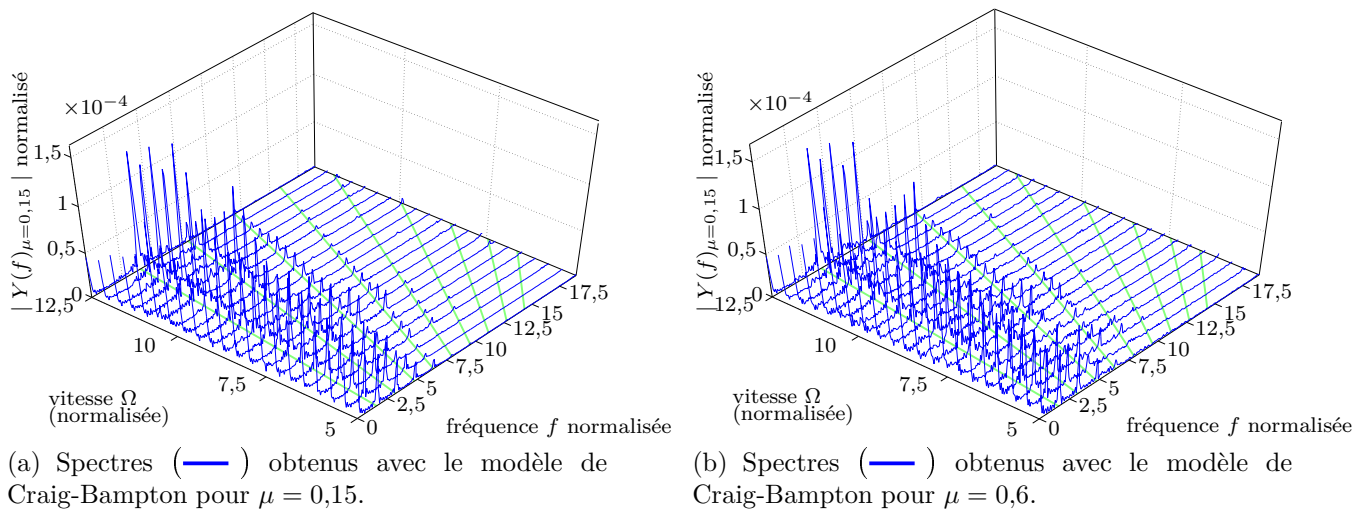 ×10⁻⁴
| Y(f)μ=0,15 | normalisé
1,5
1
0,5
0
12,5
10
7,5
5
vitesse Ω
(normalisée)
0
2,5
5
7,5
10
12,5
15
17,5
fréquence f normalisée
(a) Spectres ( ) obtenus avec le modèle de
Craig-Bampton pour μ = 0,15.
×10⁻⁴
| Y(f)μ=0,15 | normalisé
1,5
1
0,5
0
12,5
10
7,5
5
vitesse Ω
(normalisée)
0
2,5
5
7,5
10
12,5
15
17,5
fréquence f normalisée
(b) Spectres ( ) obtenus avec le modèle de
Craig-Bampton pour μ = 0,6.